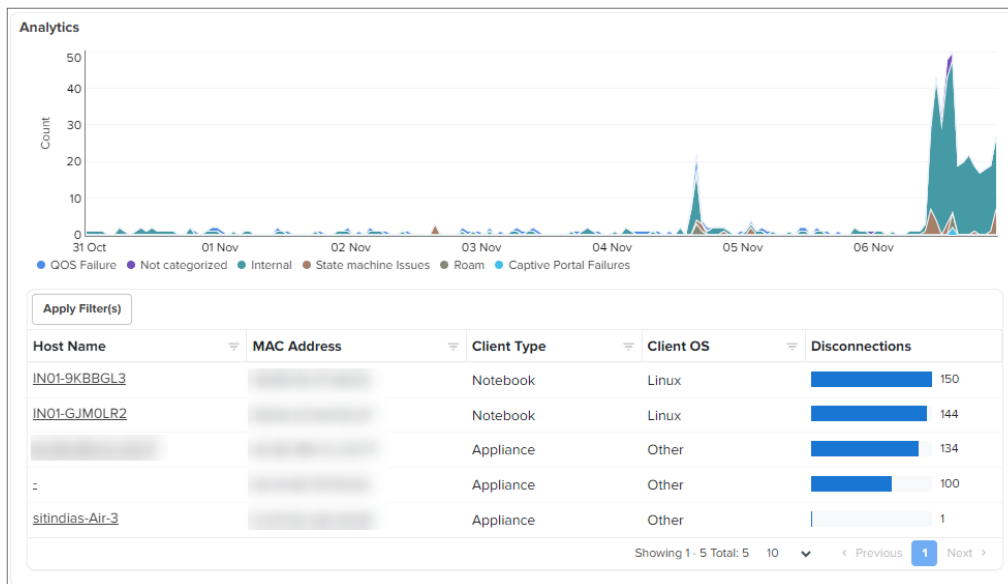 Analytics
50
40
30
20
10
0
Count
31 Oct 01 Nov 02 Nov 03 Nov 04 Nov 05 Nov 06 Nov
QOS Failure Not categorized Internal State machine Issues Roam Captive Portal Failures
Apply Filter(s)
Host Name MAC Address Client Type Client OS Disconnections
IN01-9KBBGL3 Notebook Linux 150
IN01-GJM0LR2 Notebook Linux 144
Appliance Other 134
- Appliance Other 100
sitindias-Air-3 Appliance Other 1
Showing 1 - 5 Total: 5 10 < Previous 1 Next >